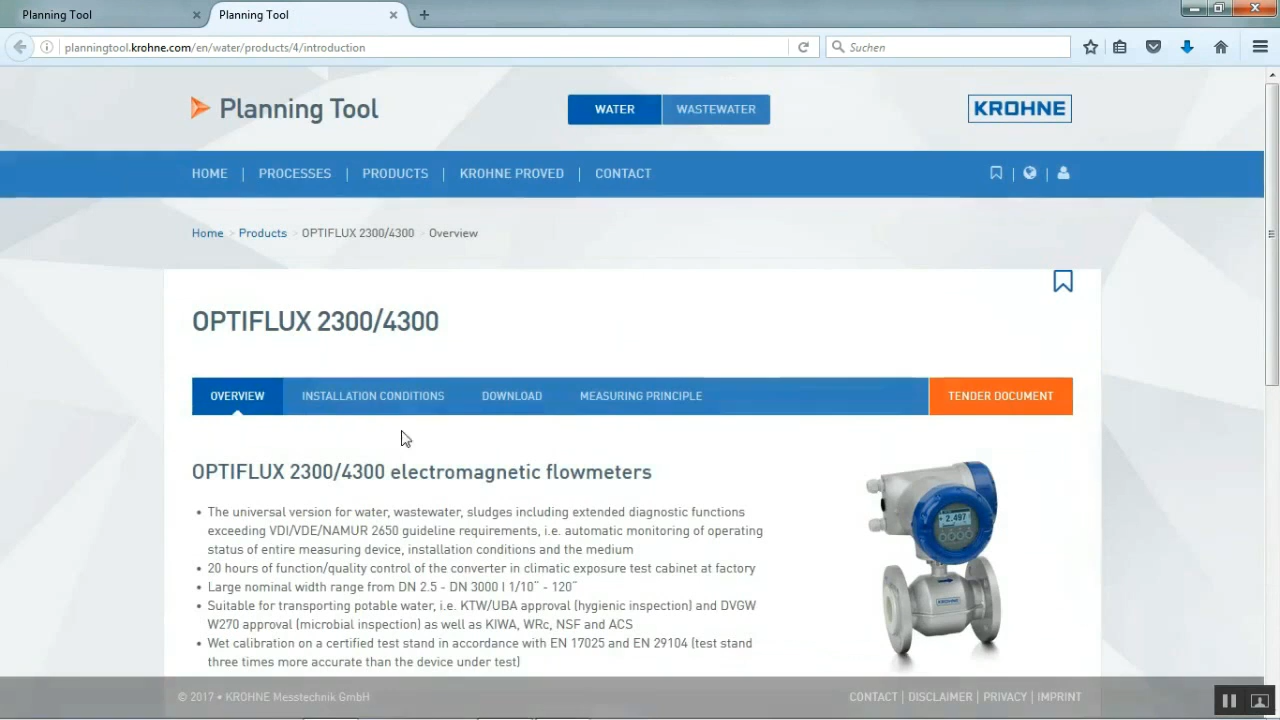 Planning Tool
Planning Tool
planningtool.krohne.com/en/water/products/4/introduction
Suchen
Planning Tool
WATER
WASTEWATER
KROHNE
HOME | PROCESSES | PRODUCTS | KROHNE PROVED | CONTACT
Home > Products > OPTIFLUX 2300/4300 > Overview
OPTIFLUX 2300/4300
OVERVIEW
INSTALLATION CONDITIONS
DOWNLOAD
MEASURING PRINCIPLE
TENDER DOCUMENT
OPTIFLUX 2300/4300 electromagnetic flowmeters
• The universal version for water, wastewater, sludges including extended diagnostic functions
exceeding VDI/VDE/NAMUR 2650 guideline requirements, i.e. automatic monitoring of operating
status of entire measuring device, installation conditions and the medium
• 20 hours of function/quality control of the converter in climatic exposure test cabinet at factory
• Large nominal width range from DN 2.5 - DN 3000 | 1/10" - 120"
• Suitable for transporting potable water, i.e. KTW/UBA approval (hygienic inspection) and DVGW
W270 approval (microbial inspection) as well as KIWA, WRc, NSF and ACS
• Wet calibration on a certified test stand in accordance with EN 17025 and EN 29104 (test stand
three times more accurate than the device under test)
2.497
KROHNE
© 2017 • KROHNE Messtechnik GmbH
CONTACT | DISCLAIMER | PRIVACY | IMPRINT